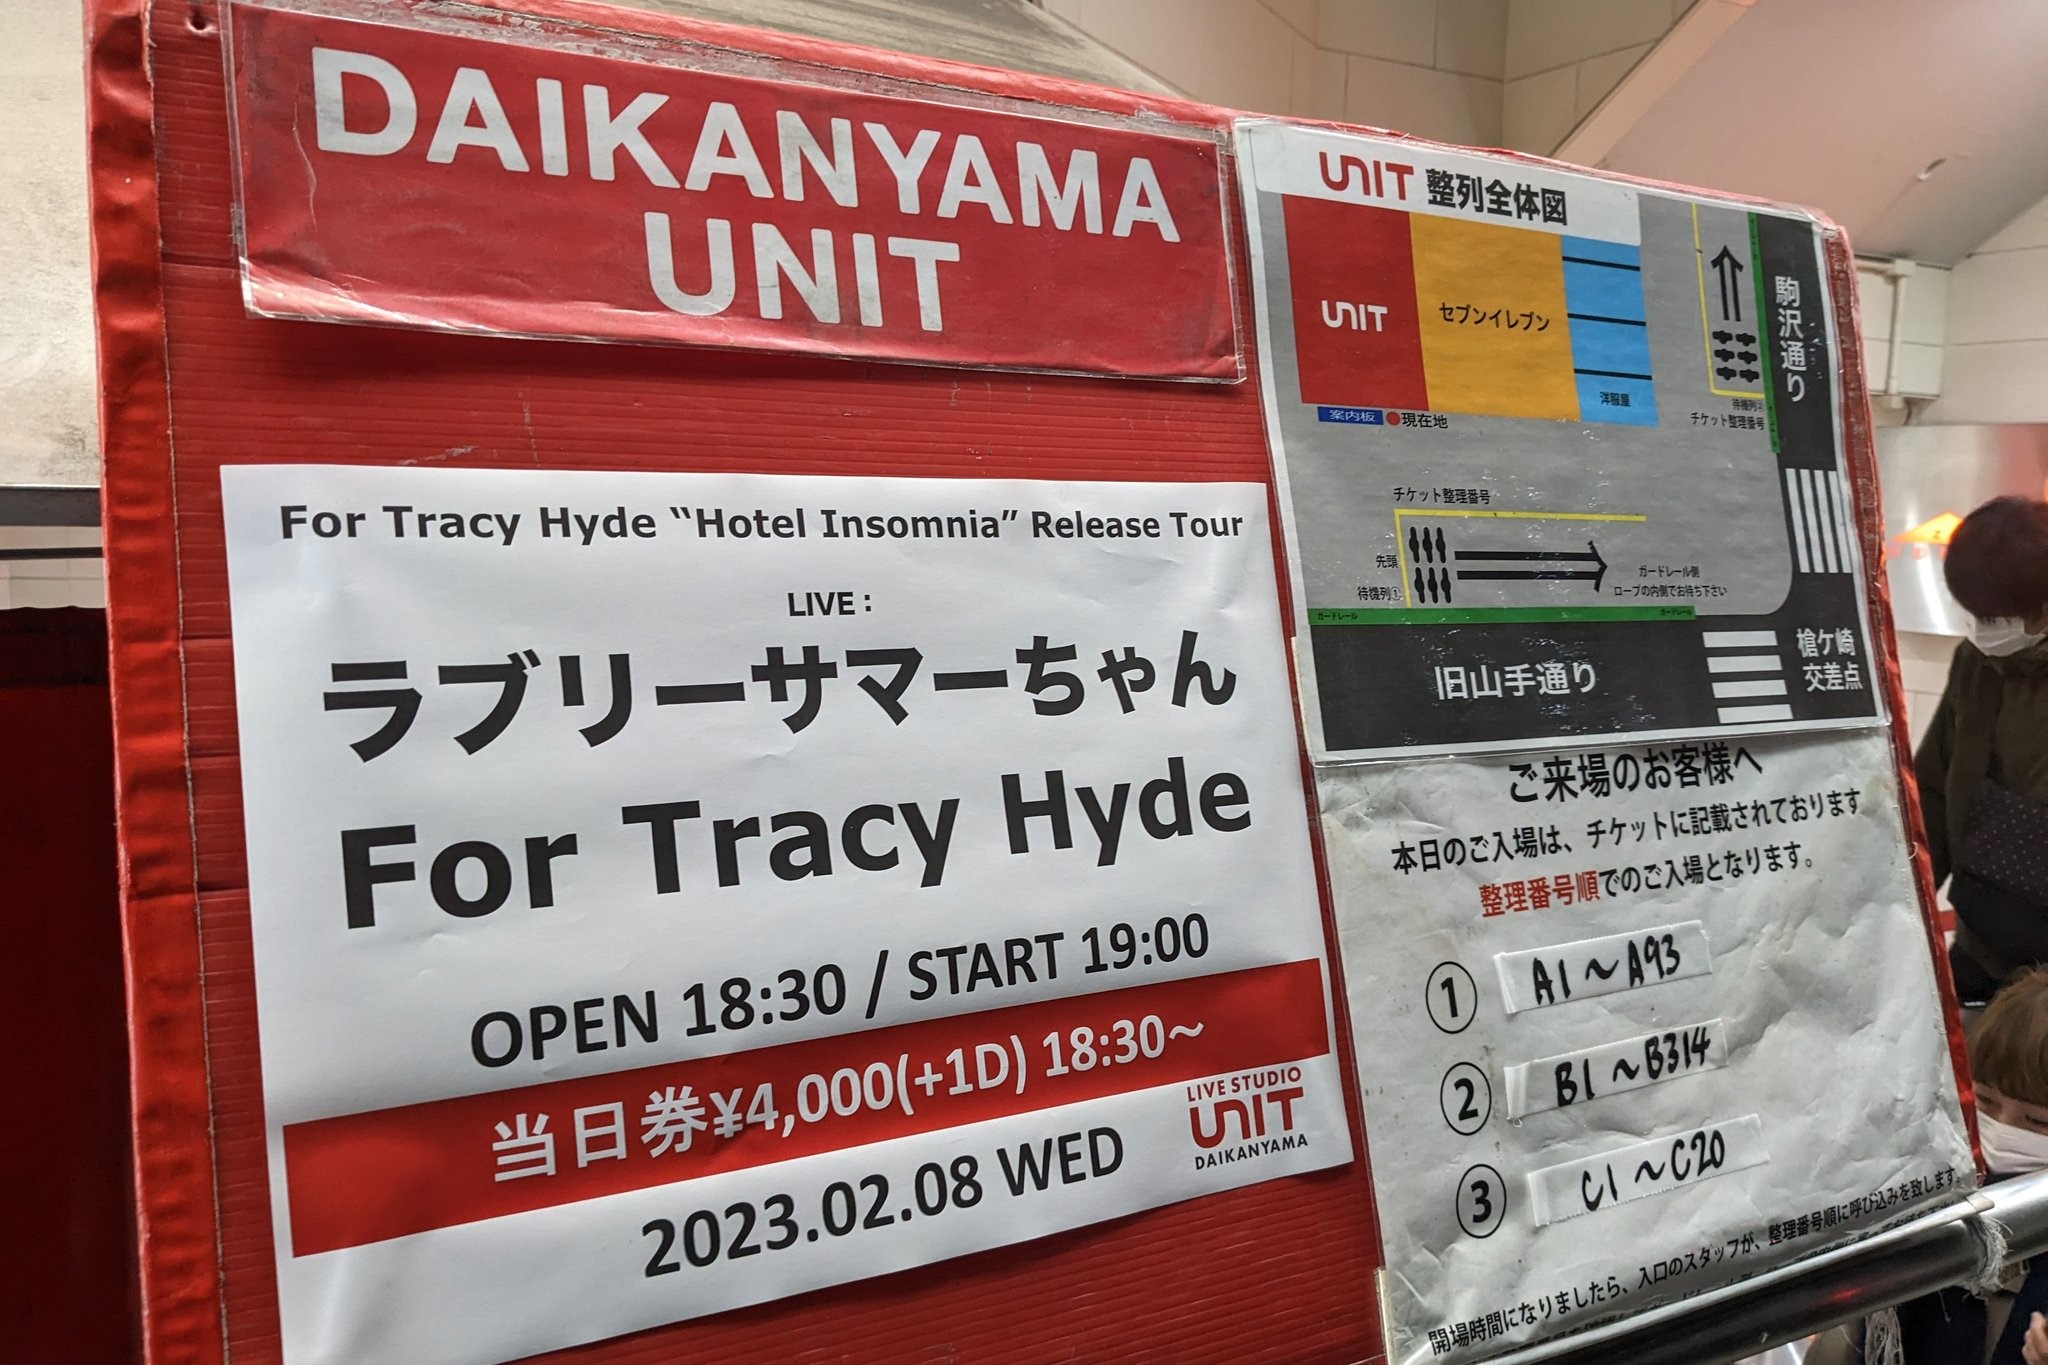 DAIKANYAMA
UNIT
For Tracy Hyde “Hotel Insomnia” Release Tour
LIVE：
ラブリーサマーちゃん
For Tracy Hyde
OPEN 18:30 / START 19:00
当日券¥4,000(+1D) 18:30～
2023.02.08 WED
LIVE STUDIO
UNIT
DAIKANYAMA
UNIT 整列全体図
UNIT
セブンイレブン
洋服屋
案内板
現在地
駒沢通り
待機列②
チケット整理番号
チケット整理番号
先頭
待機列①
ガードレール側
ロープの内側でお待ち下さい
ガードレール
ガードレール
旧山手通り
槍ケ崎
交差点
ご来場のお客様へ
本日のご入場は、チケットに記載されております
整理番号順でのご入場となります。
① A1～A93
② B1～B314
③ C1～C20
開場時間になりましたら、入口のスタッフが、整理番号順に呼び込みを致します。